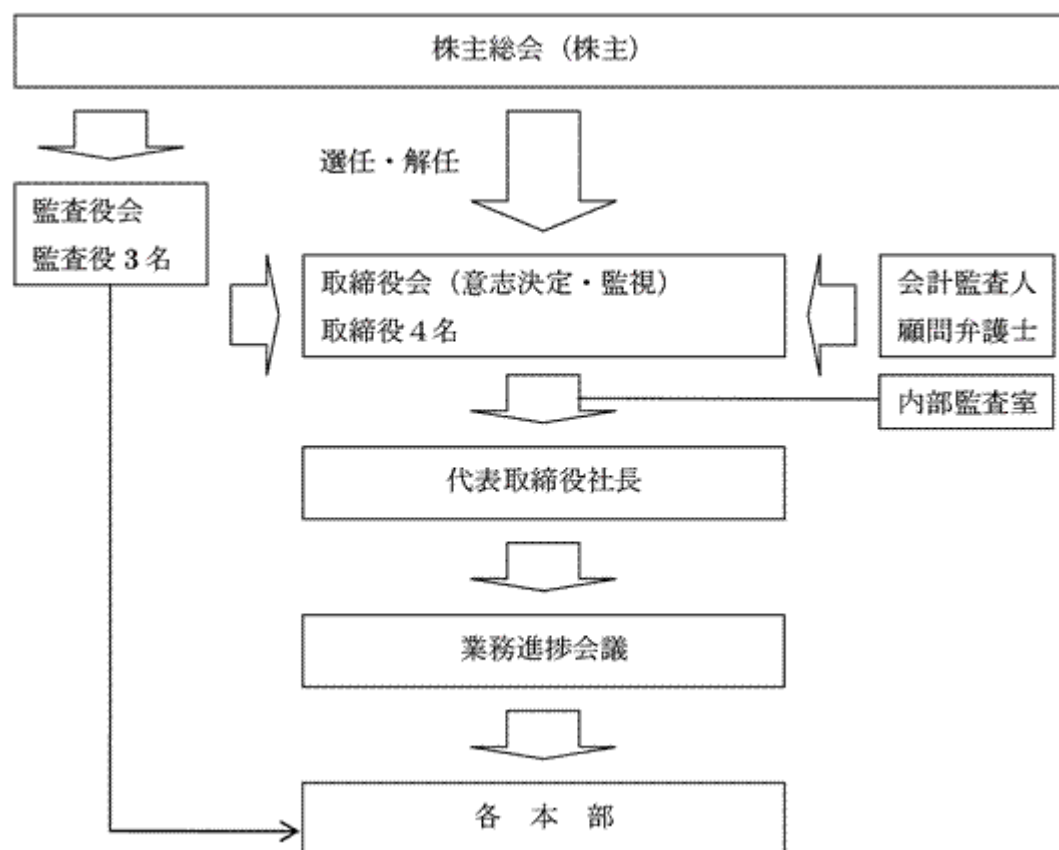 株主総会（株主）
選任・解任
監査役会
監査役 3 名
取締役会（意志決定・監視）
取締役４名
会計監査人
顧問弁護士
内部監査室
代表取締役社長
業務進捗会議
各　本　部